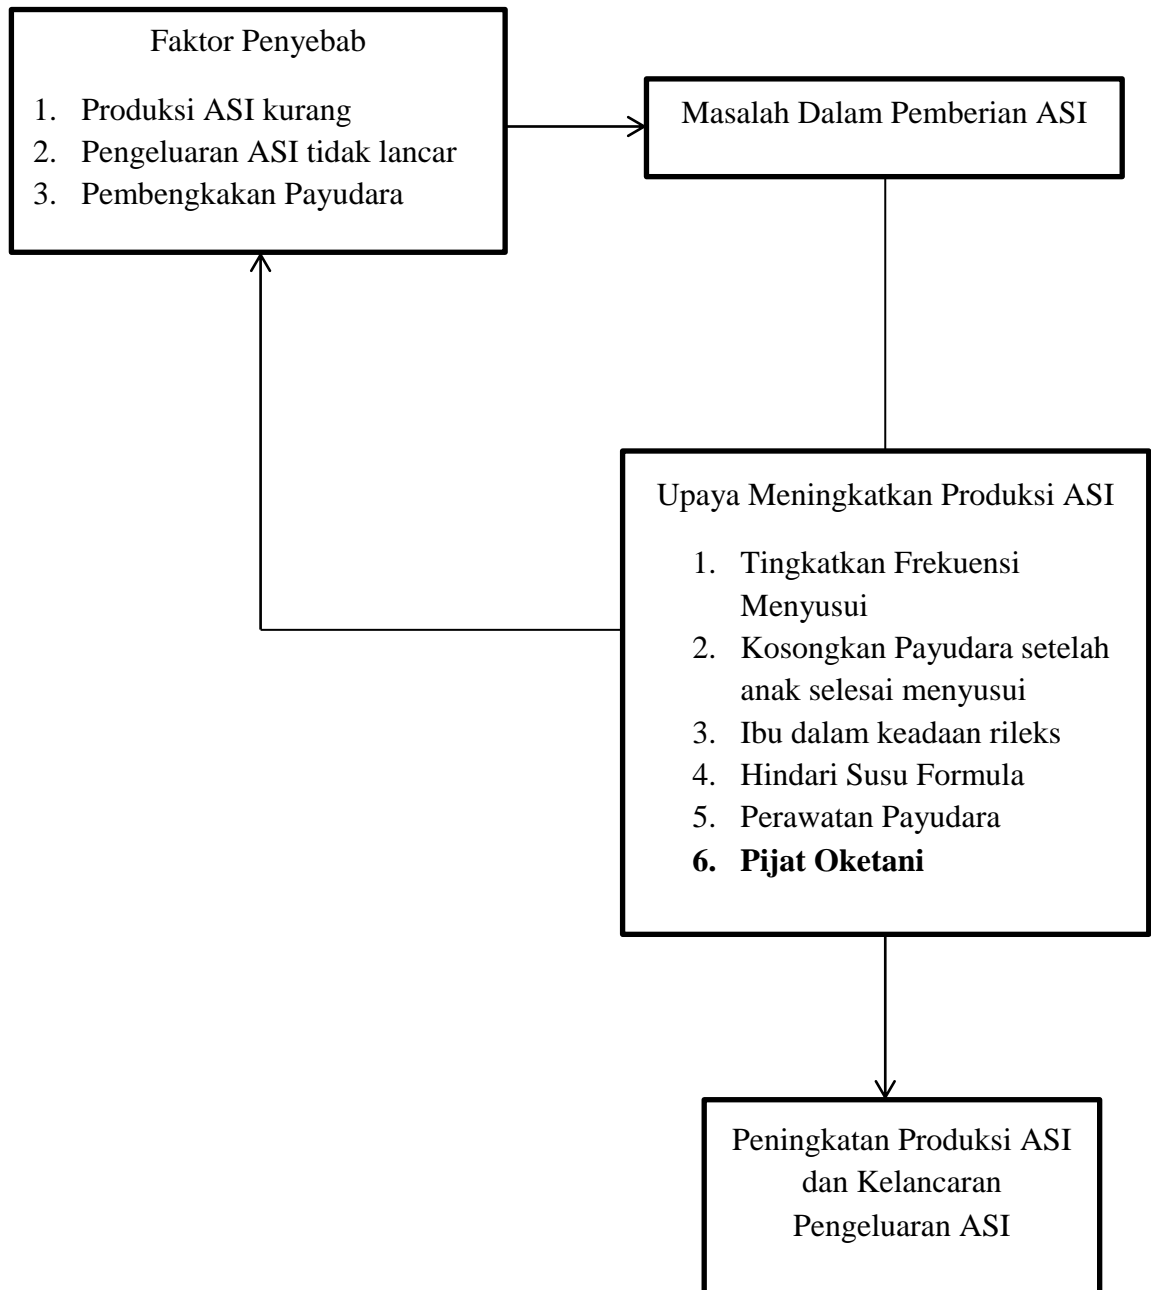 Faktor Penyebab
1. Produksi ASI kurang
2. Pengeluaran ASI tidak lancar
3. Pembengkakan Payudara
Masalah Dalam Pemberian ASI
Upaya Meningkatkan Produksi ASI
1. Tingkatkan Frekuensi
Menyusui
2. Kosongkan Payudara setelah
anak selesai menyusui
3. Ibu dalam keadaan rileks
4. Hindari Susu Formula
5. Perawatan Payudara
6. Pijat Oketani
Peningkatan Produksi ASI
dan Kelancaran
Pengeluaran ASI